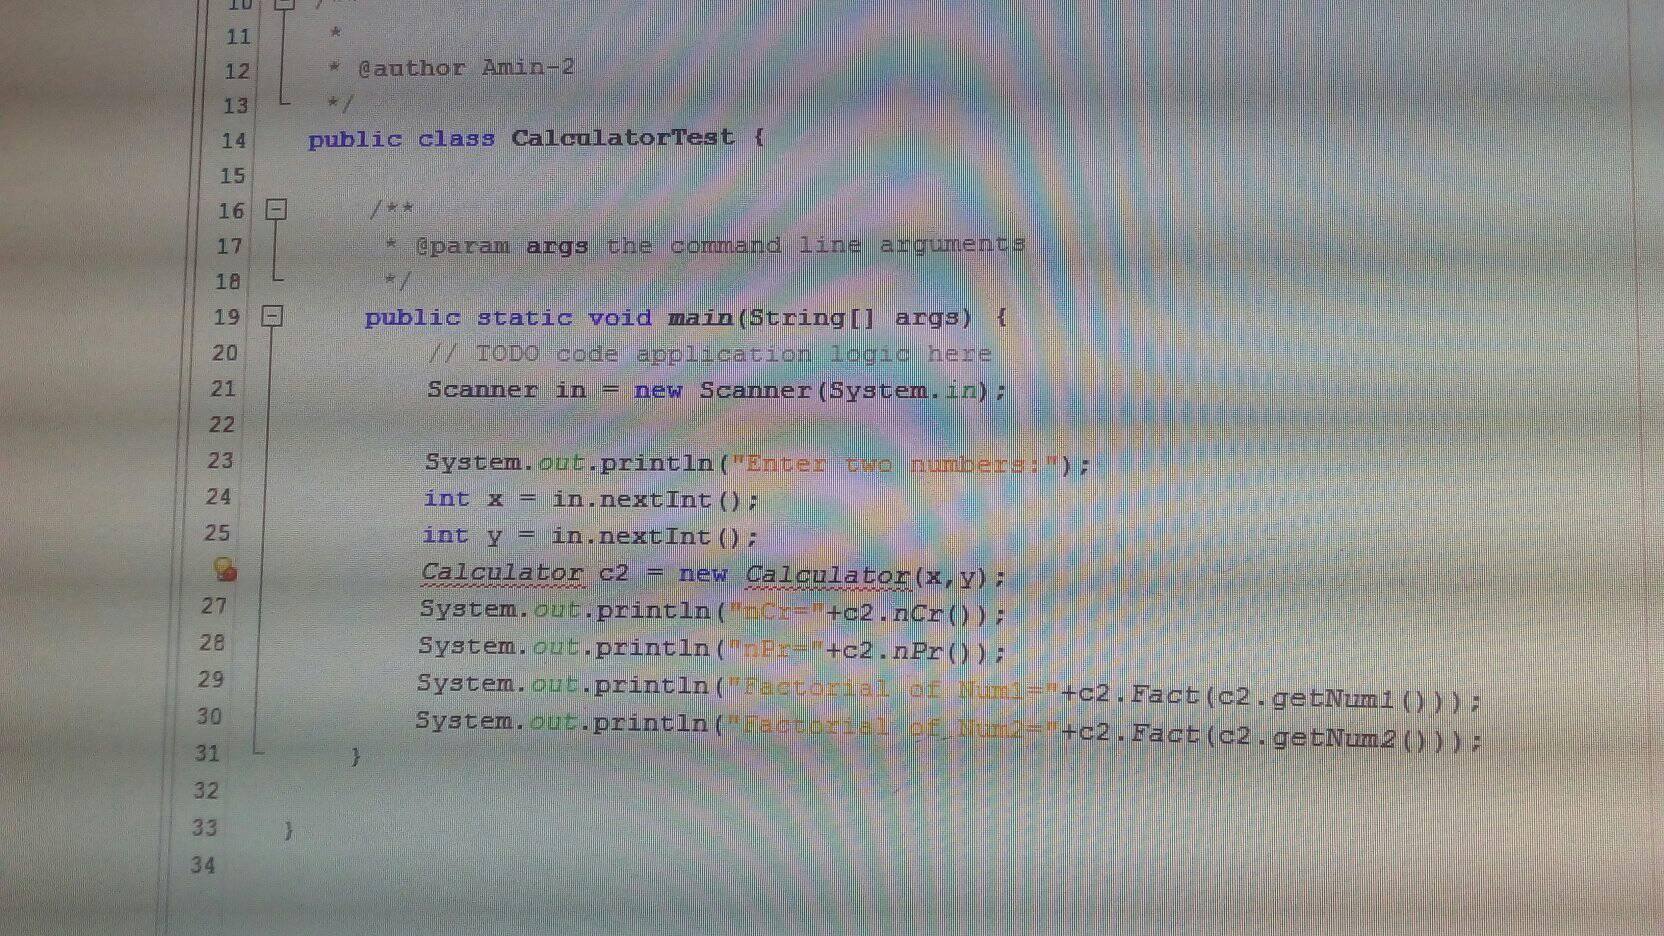 10 /**
11 *
12 * @author Amin-2
13 */
14 public class CalculatorTest {
15
16 /**
17 * @param args the command line arguments
18 */
19 public static void main(String[] args) {
20 // TODO code application logic here
21 Scanner in = new Scanner(System.in);
22
23 System.out.println("Enter two numbers:");
24 int x = in.nextInt();
25 int y = in.nextInt();
Calculator c2 = new Calculator(x,y);
27 System.out.println("nCr="+c2.nCr());
28 System.out.println("nPr="+c2.nPr());
29 System.out.println("Factorial of Num1="+c2.Fact(c2.getNum1()));
30 System.out.println("Factorial of Num2="+c2.Fact(c2.getNum2()));
31 }
32
33 }
34